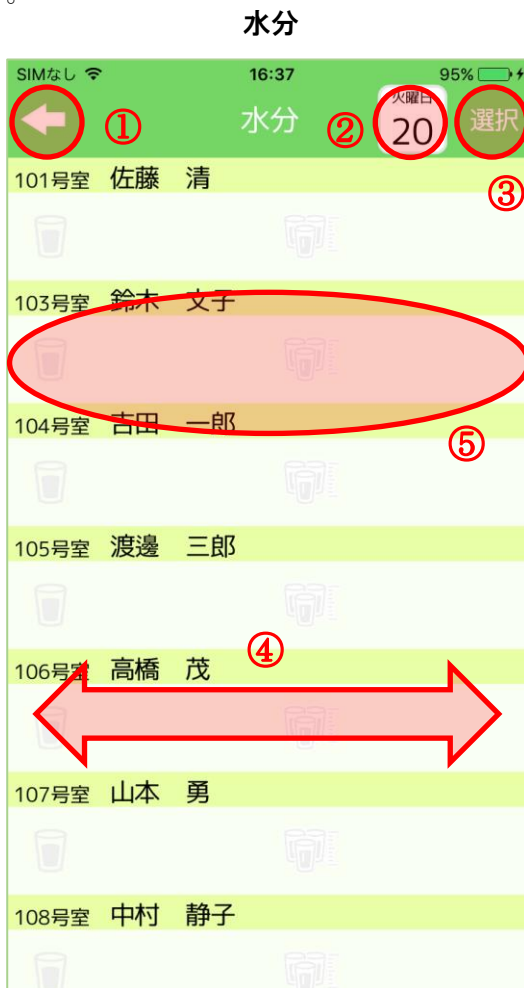 。
水分
SIMなし 16:37 95%
① 水分 ② 火曜日 20 選択
③
101号室 佐藤 清
103号室 鈴木 文子
104号室 吉田 一郎
⑤
105号室 渡邉 三郎
④
106号室 高橋 茂
107号室 山本 勇
108号室 中村 静子